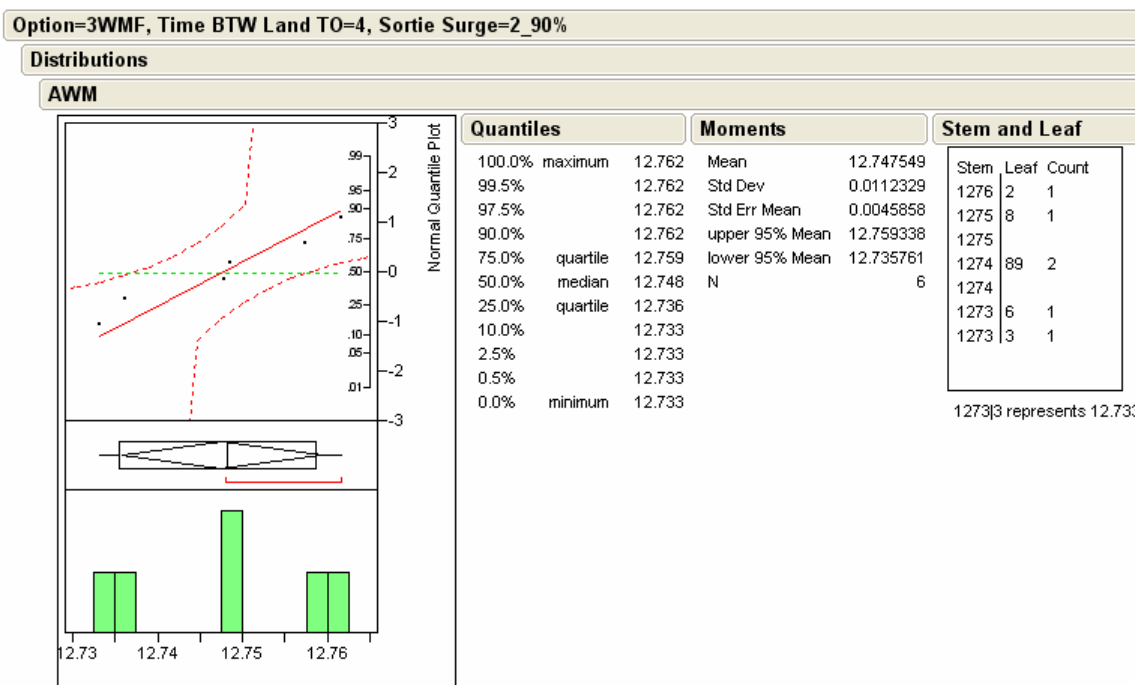 Option=3WMF, Time BTW Land TO=4, Sortie Surge=2_90%
Distributions
AWM
3
2
1
0
-1
-2
-3
.99
.95
.90
.75
.50
.25
.10
.05
.01
Normal Quantile Plot
12.73 12.74 12.75 12.76
Quantiles
100.0% maximum 12.762
99.5% 12.762
97.5% 12.762
90.0% 12.762
75.0% quartile 12.759
50.0% median 12.748
25.0% quartile 12.736
10.0% 12.733
2.5% 12.733
0.5% 12.733
0.0% minimum 12.733
Moments
Mean 12.747549
Std Dev 0.0112329
Std Err Mean 0.0045858
upper 95% Mean 12.759338
lower 95% Mean 12.735761
N 6
Stem and Leaf
Stem Leaf Count
1276 2 1
1275 8 1
1275
1274 89 2
1274
1273 6 1
1273 3 1
1273|3 represents 12.733